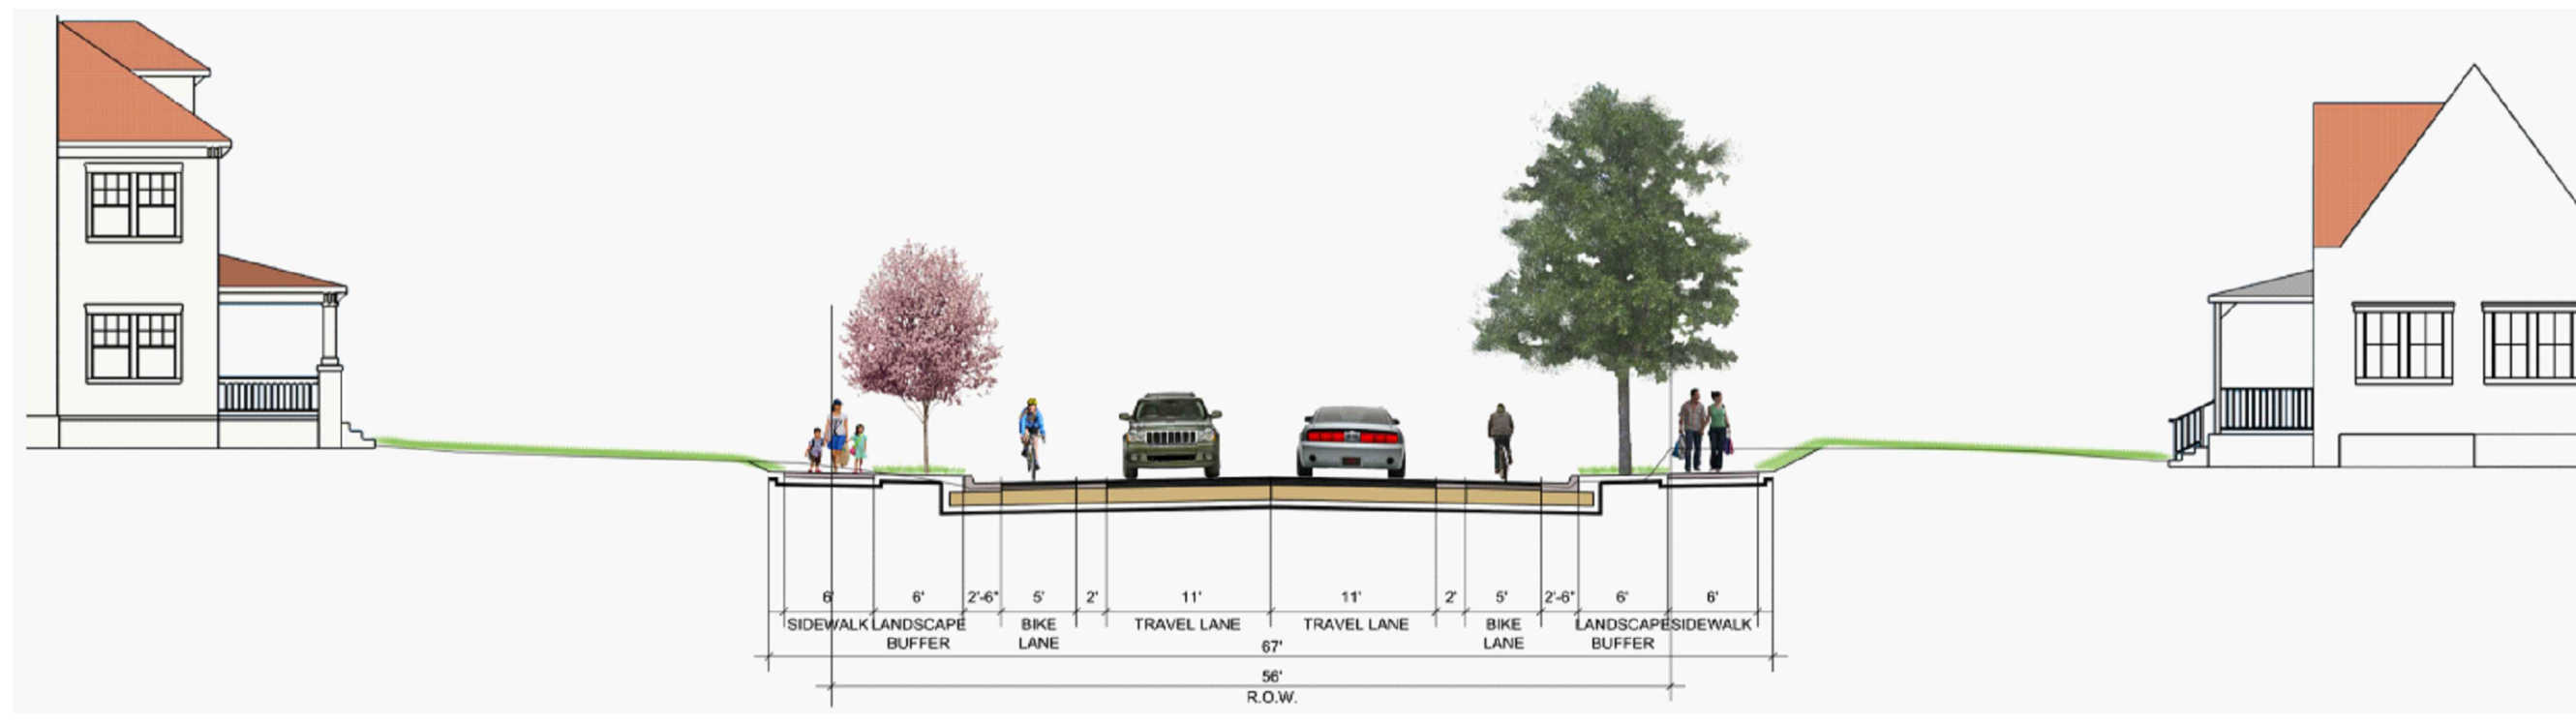 6' 6' 2'-6" 5' 2' 11' 11' 2' 5' 2'-6" 6' 6'
SIDEWALK LANDSCAPE BUFFER BIKE LANE TRAVEL LANE TRAVEL LANE BIKE LANE LANDSCAPE BUFFER SIDEWALK
67'
56'
R.O.W.